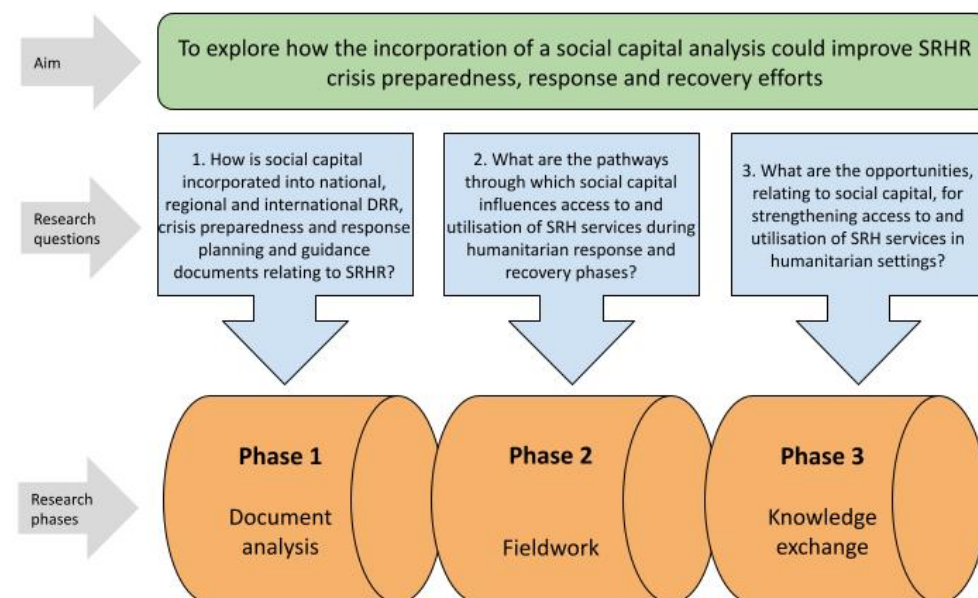 Aim
To explore how the incorporation of a social capital analysis could improve SRHR
crisis preparedness, response and recovery efforts
Research
questions
1. How is social capital
incorporated into national,
regional and international DRR,
crisis preparedness and response
planning and guidance
documents relating to SRHR?
2. What are the pathways
through which social capital
influences access to and
utilisation of SRH services during
humanitarian response and
recovery phases?
3. What are the opportunities,
relating to social capital, for
strengthening access to and
utilisation of SRH services in
humanitarian settings?
Research
phases
Phase 1
Document
analysis
Phase 2
Fieldwork
Phase 3
Knowledge
exchange